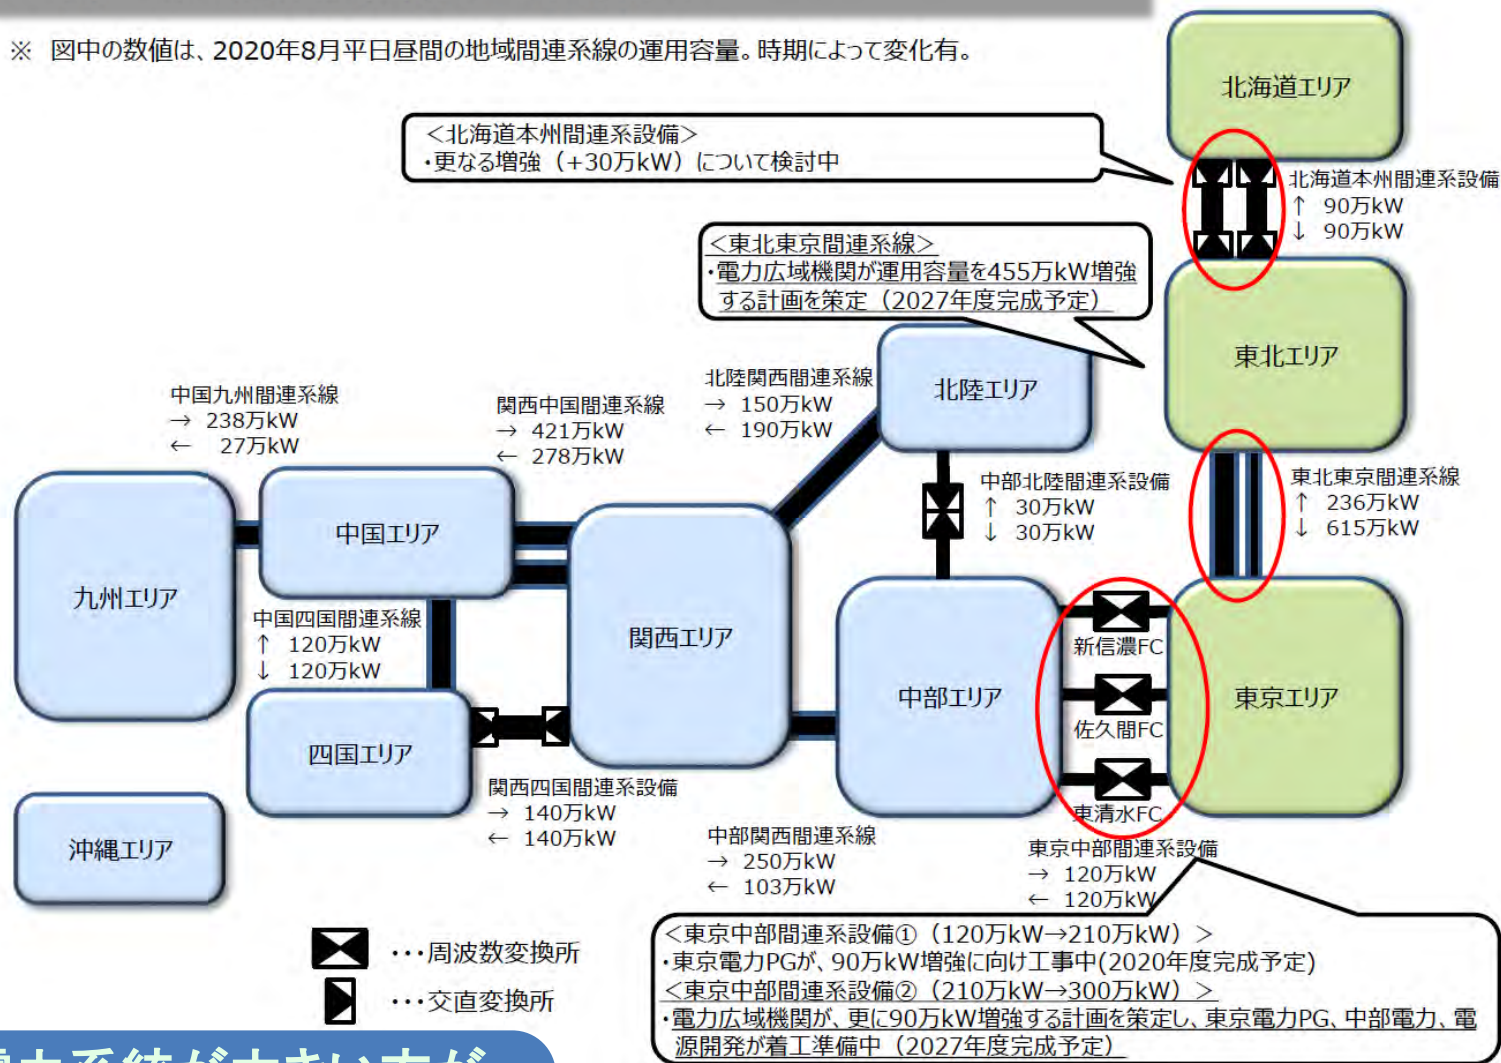 ※ 図中の数値は、2020年8月平日昼間の地域間連系線の運用容量。時期によって変化有。
北海道エリア
＜北海道本州間連系設備＞
・更なる増強（+30万kW）について検討中
北海道本州間連系設備
↑ 90万kW
↓ 90万kW
＜東北東京間連系線＞
・電力広域機関が運用容量を455万kW増強
する計画を策定（2027年度完成予定）
東北エリア
北陸エリア
中国九州間連系線
→ 238万kW
← 27万kW
関西中国間連系線
→ 421万kW
← 278万kW
北陸関西間連系線
→ 150万kW
← 190万kW
中部北陸間連系設備
↑ 30万kW
↓ 30万kW
東北東京間連系線
↑ 236万kW
↓ 615万kW
九州エリア
中国エリア
中国四国間連系線
↑ 120万kW
↓ 120万kW
関西エリア
四国エリア
中部エリア
新信濃FC
佐久間FC
東清水FC
東京エリア
沖縄エリア
関西四国間連系設備
→ 140万kW
← 140万kW
中部関西間連系線
→ 250万kW
← 103万kW
東京中部間連系設備
→ 120万kW
← 120万kW
…周波数変換所
…交直変換所
＜東京中部間連系設備①（120万kW→210万kW）＞
・東京電力PGが、90万kW増強に向け工事中(2020年度完成予定)
＜東京中部間連系設備②（210万kW→300万kW）＞
・電力広域機関が、更に90万kW増強する計画を策定し、東京電力PG、中部電力、電
源開発が着工準備中（2027年度完成予定）